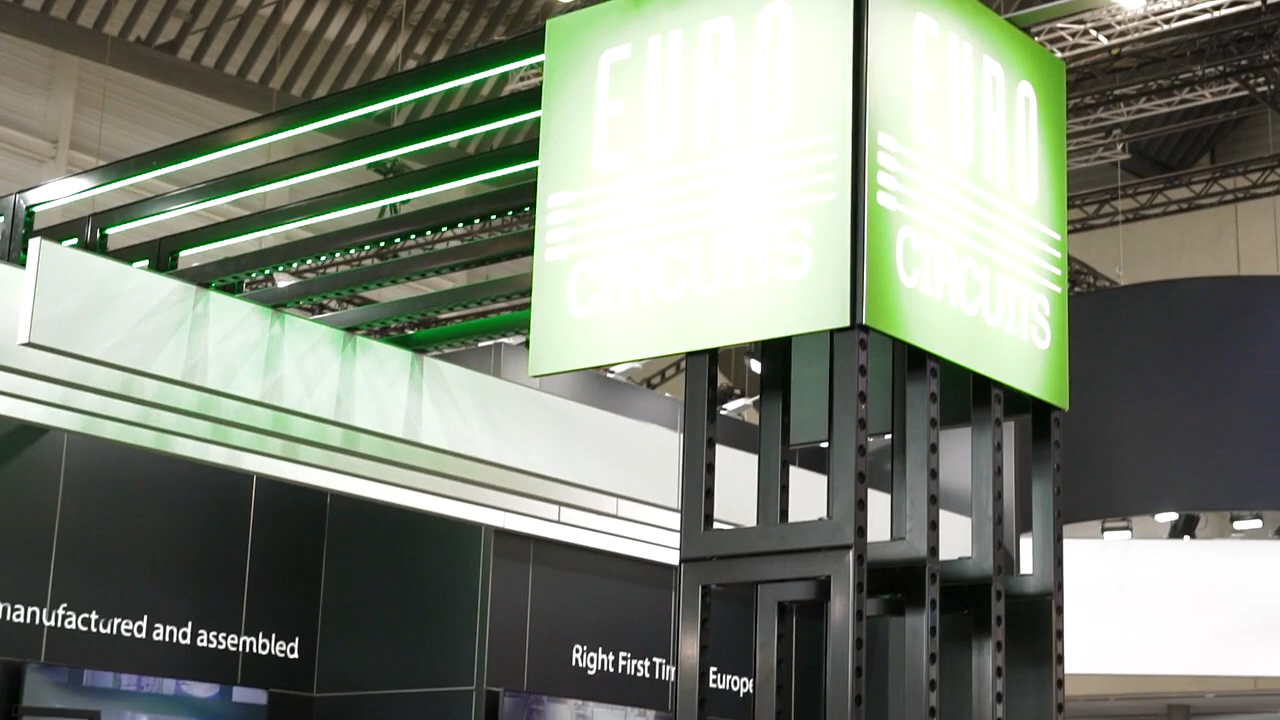 EURO
CIRCUITS
EURO
CIRCUITS
manufactured and assembled
Right First Tim
Europe